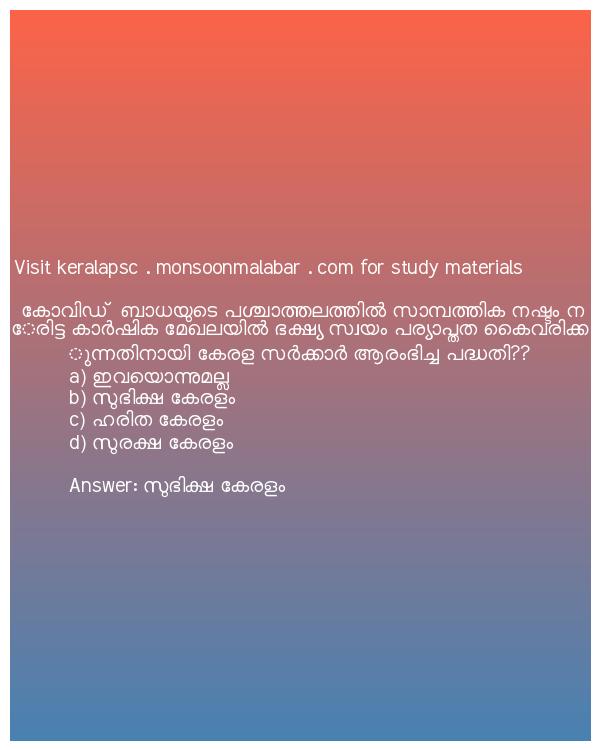 Visit keralapsc . monsoonmalabar . com for study materials
കോവിഡ് ബാധയുടെ പശ്ചാത്തലത്തിൽ സാമ്പത്തിക നഷ്ടം ന
േരിട്ട കാർഷിക മേഖലയിൽ ഭക്ഷ്യ സ്വയം പര്യാപ്തത കൈവരിക്ക
ുന്നതിനായി കേരള സർക്കാർ ആരംഭിച്ച പദ്ധതി??
a) ഇവയൊന്നുമല്ല
b) സുഭിക്ഷ കേരളം
c) ഹരിത കേരളം
d) സുരക്ഷ കേരളം
Answer: സുഭിക്ഷ കേരളം